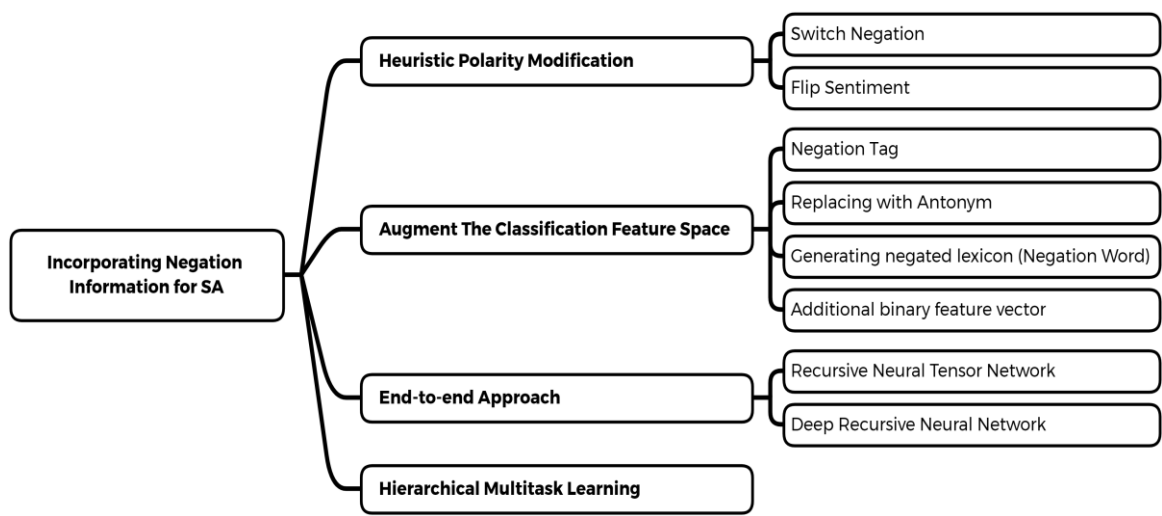 Incorporating Negation
Information for SA
Heuristic Polarity Modification
Switch Negation
Flip Sentiment
Augment The Classification Feature Space
Negation Tag
Replacing with Antonym
Generating negated lexicon (Negation Word)
Additional binary feature vector
End-to-end Approach
Recursive Neural Tensor Network
Deep Recursive Neural Network
Hierarchical Multitask Learning